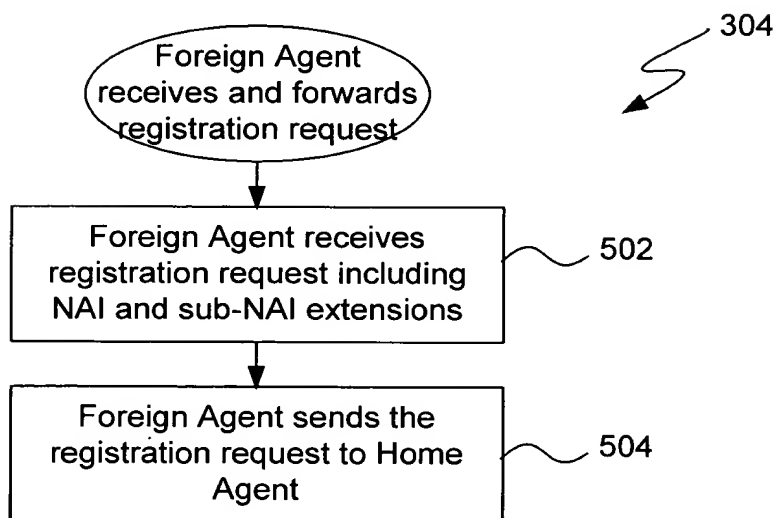 304
Foreign Agent
receives and forwards
registration request
Foreign Agent receives
registration request including
NAI and sub-NAI extensions
502
Foreign Agent sends the
registration request to Home
Agent
504